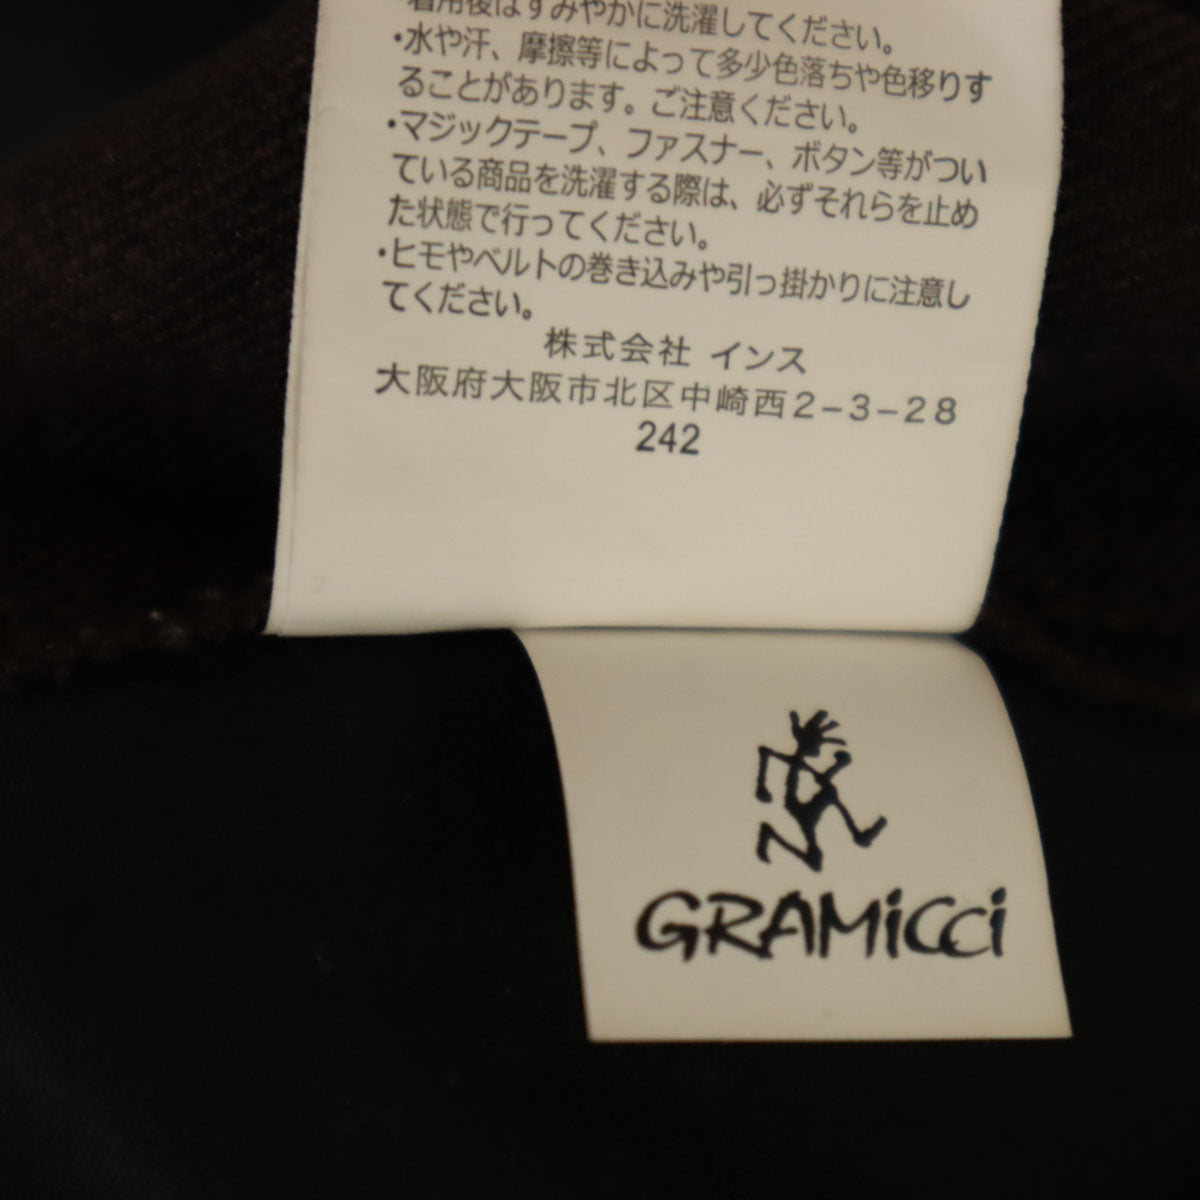 着用後はすみやかに洗濯してください。
・水や汗、摩擦等によって多少色落ちや色移りす
ることがあります。ご注意ください。
・マジックテープ、ファスナー、ボタン等がつい
ている商品を洗濯する際は、必ずそれらを止め
た状態で行ってください。
・ヒモやベルトの巻き込みや引っ掛かりに注意し
てください。
株式会社 インス
大阪府大阪市北区中崎西2-3-28
242
GRAMiCCi